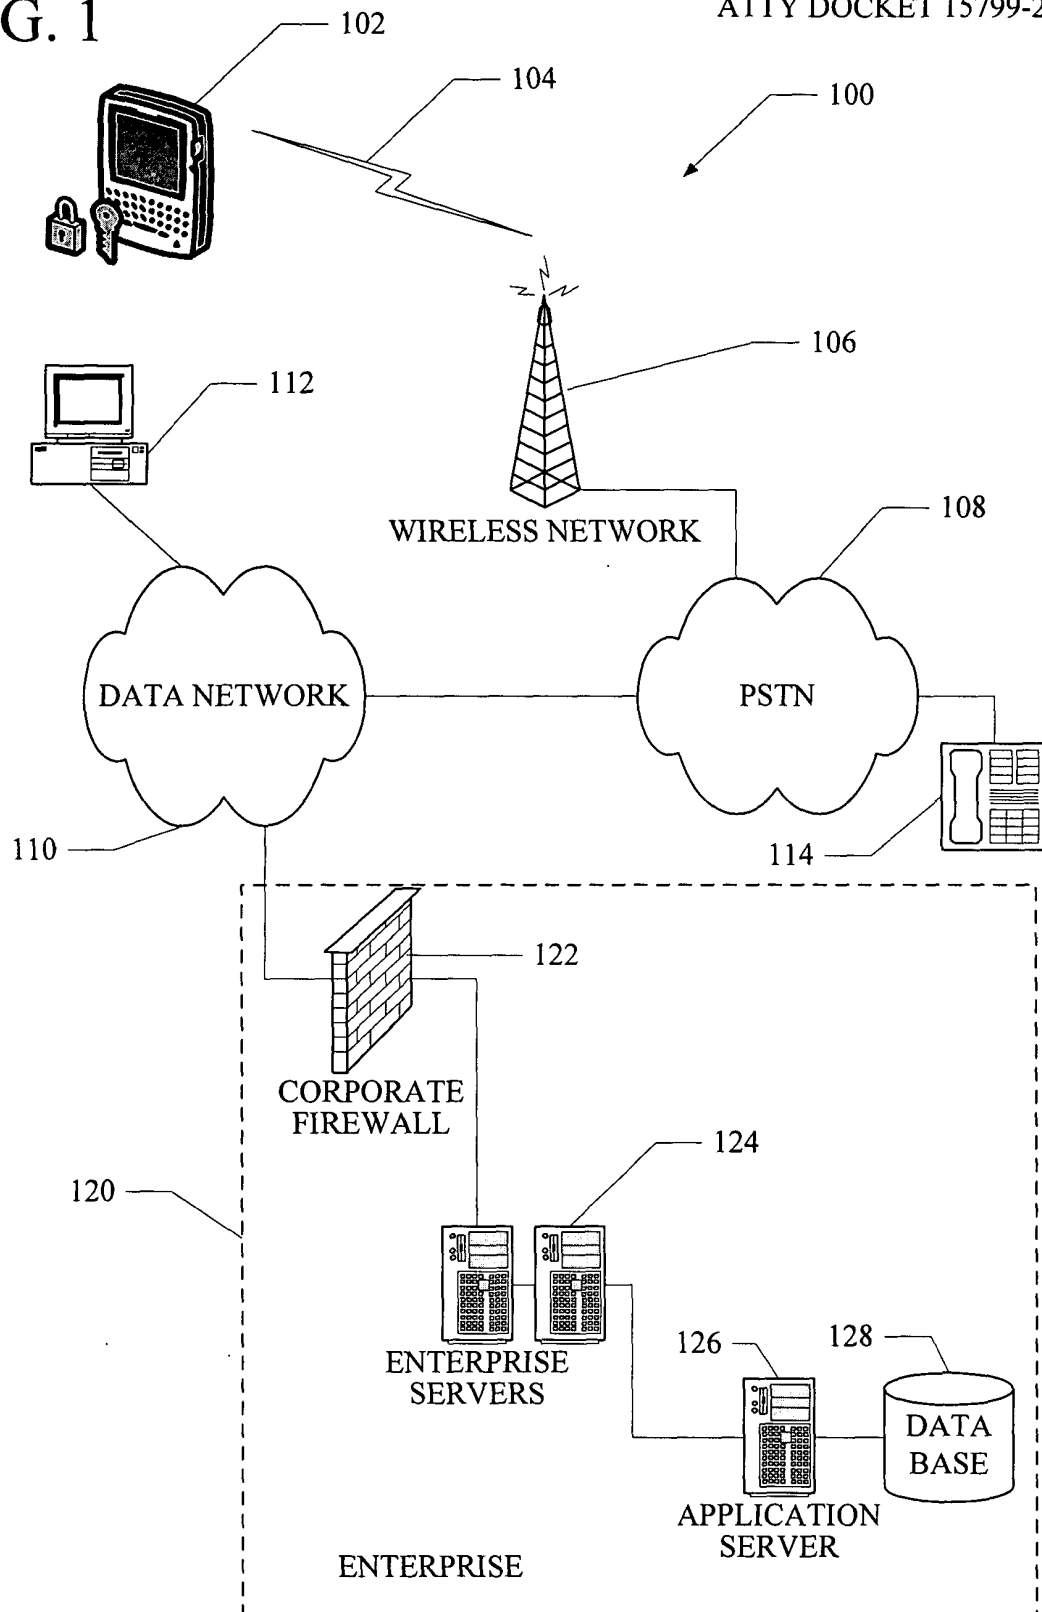 G. 1
ATTY DOCKET 15799-2
102
104
100
106
112
WIRELESS NETWORK
108
DATA NETWORK
PSTN
110
114
122
CORPORATE
FIREWALL
124
120
ENTERPRISE
SERVERS
126
128
DATA
BASE
APPLICATION
SERVER
ENTERPRISE